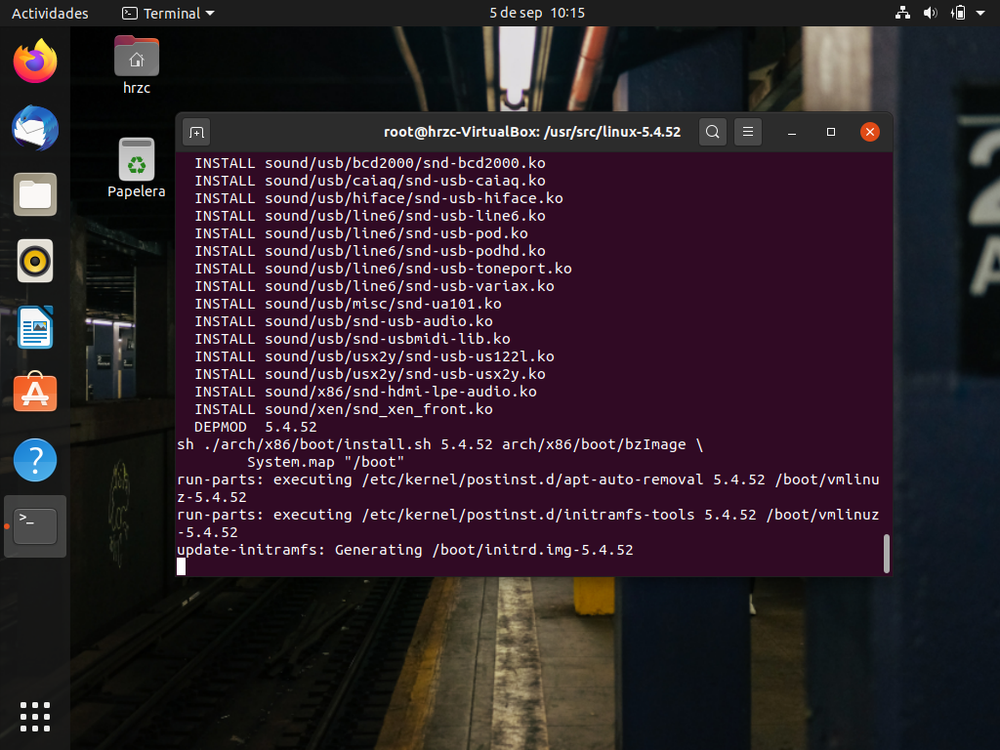 Actividades
Terminal
5 de sep 10:15
hrzc
Papelera
root@hrzc-VirtualBox: /usr/src/linux-5.4.52
INSTALL sound/usb/bcd2000/snd-bcd2000.ko
INSTALL sound/usb/caiaq/snd-usb-caiaq.ko
INSTALL sound/usb/hiface/snd-usb-hiface.ko
INSTALL sound/usb/line6/snd-usb-line6.ko
INSTALL sound/usb/line6/snd-usb-pod.ko
INSTALL sound/usb/line6/snd-usb-podhd.ko
INSTALL sound/usb/line6/snd-usb-toneport.ko
INSTALL sound/usb/line6/snd-usb-variax.ko
INSTALL sound/usb/misc/snd-ua101.ko
INSTALL sound/usb/snd-usb-audio.ko
INSTALL sound/usb/snd-usbmidi-lib.ko
INSTALL sound/usb/usx2y/snd-usb-us122l.ko
INSTALL sound/usb/usx2y/snd-usb-usx2y.ko
INSTALL sound/x86/snd-hdmi-lpe-audio.ko
INSTALL sound/xen/snd_xen_front.ko
DEPMOD  5.4.52
sh ./arch/x86/boot/install.sh 5.4.52 arch/x86/boot/bzImage \
System.map "/boot"
run-parts: executing /etc/kernel/postinst.d/apt-auto-removal 5.4.52 /boot/vmlinu
z-5.4.52
run-parts: executing /etc/kernel/postinst.d/initramfs-tools 5.4.52 /boot/vmlinuz
-5.4.52
update-initramfs: Generating /boot/initrd.img-5.4.52